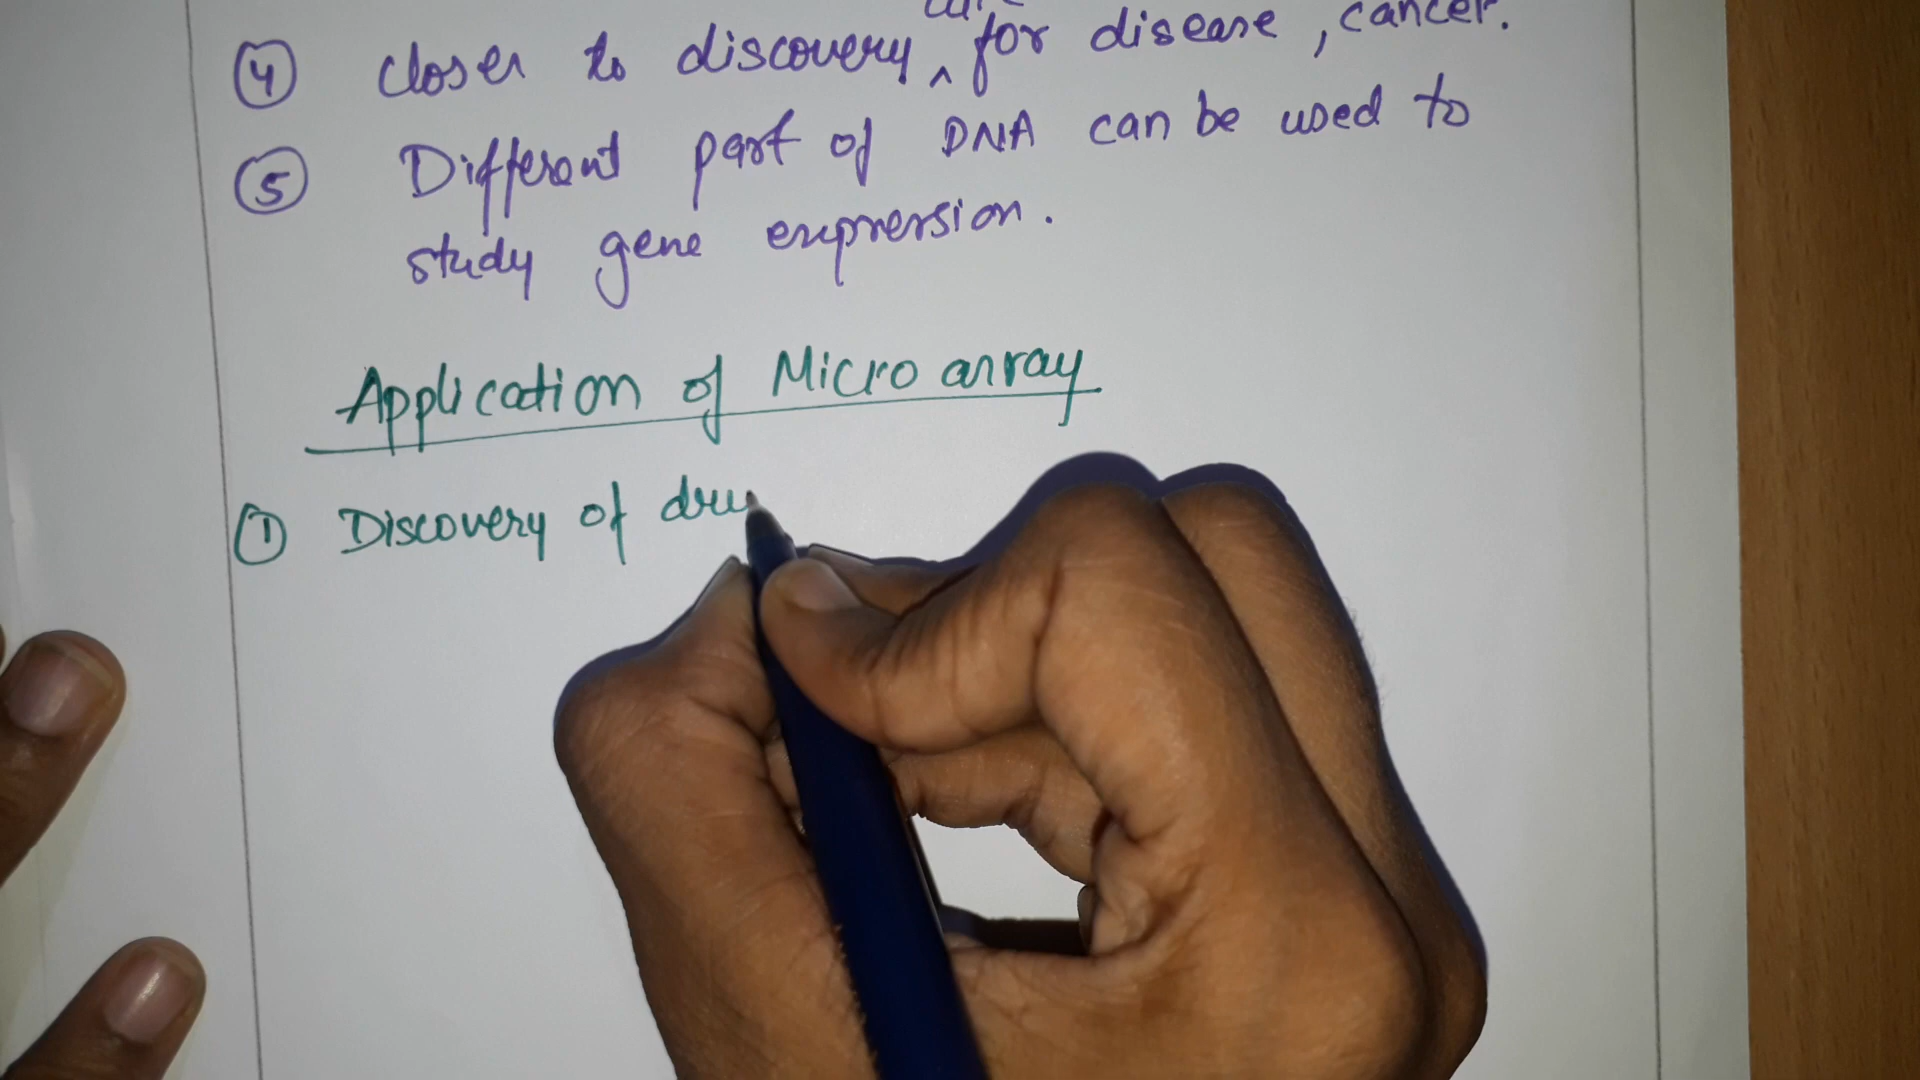 ④ closer to discovery ^ for disease, cancer.
⑤ Different part of DNA can be used to
study gene expression.
Application of Micro array
① Discovery of dru